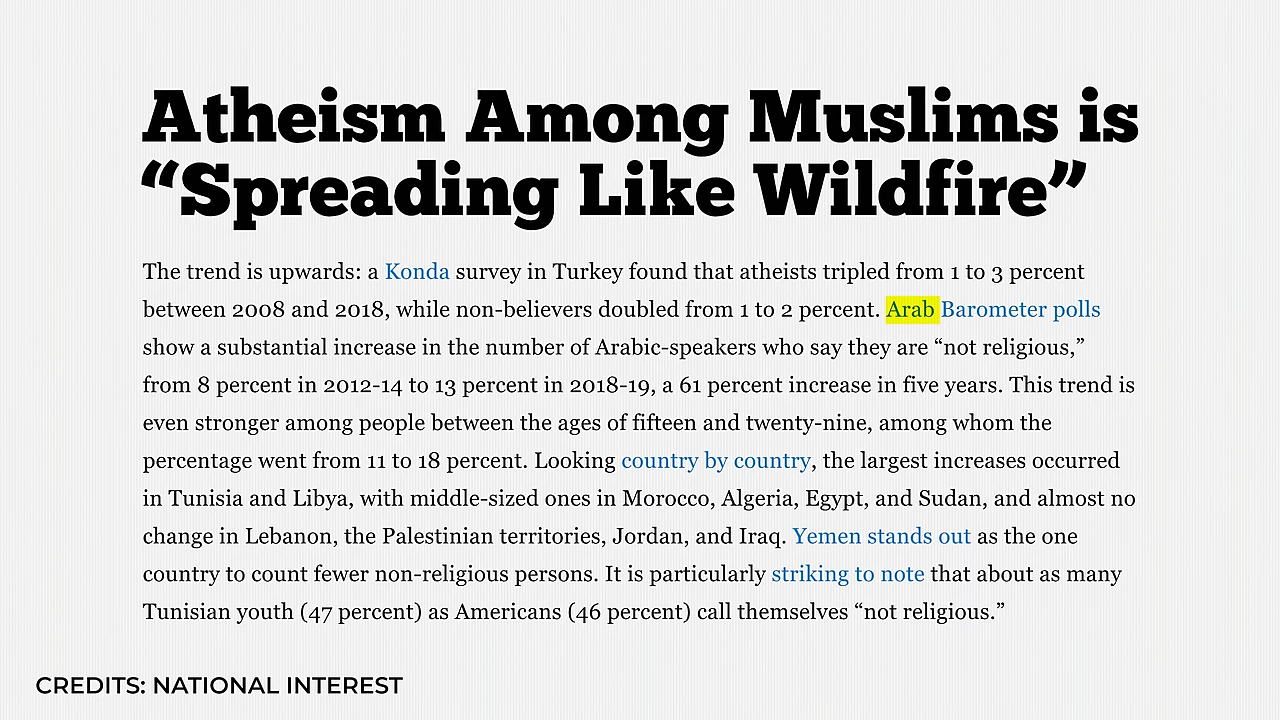 Atheism Among Muslims is
“Spreading Like Wildfire”
The trend is upwards: a Konda survey in Turkey found that atheists tripled from 1 to 3 percent
between 2008 and 2018, while non-believers doubled from 1 to 2 percent. Arab Barometer polls
show a substantial increase in the number of Arabic-speakers who say they are “not religious,”
from 8 percent in 2012-14 to 13 percent in 2018-19, a 61 percent increase in five years. This trend is
even stronger among people between the ages of fifteen and twenty-nine, among whom the
percentage went from 11 to 18 percent. Looking country by country, the largest increases occurred
in Tunisia and Libya, with middle-sized ones in Morocco, Algeria, Egypt, and Sudan, and almost no
change in Lebanon, the Palestinian territories, Jordan, and Iraq. Yemen stands out as the one
country to count fewer non-religious persons. It is particularly striking to note that about as many
Tunisian youth (47 percent) as Americans (46 percent) call themselves “not religious.”
CREDITS: NATIONAL INTEREST